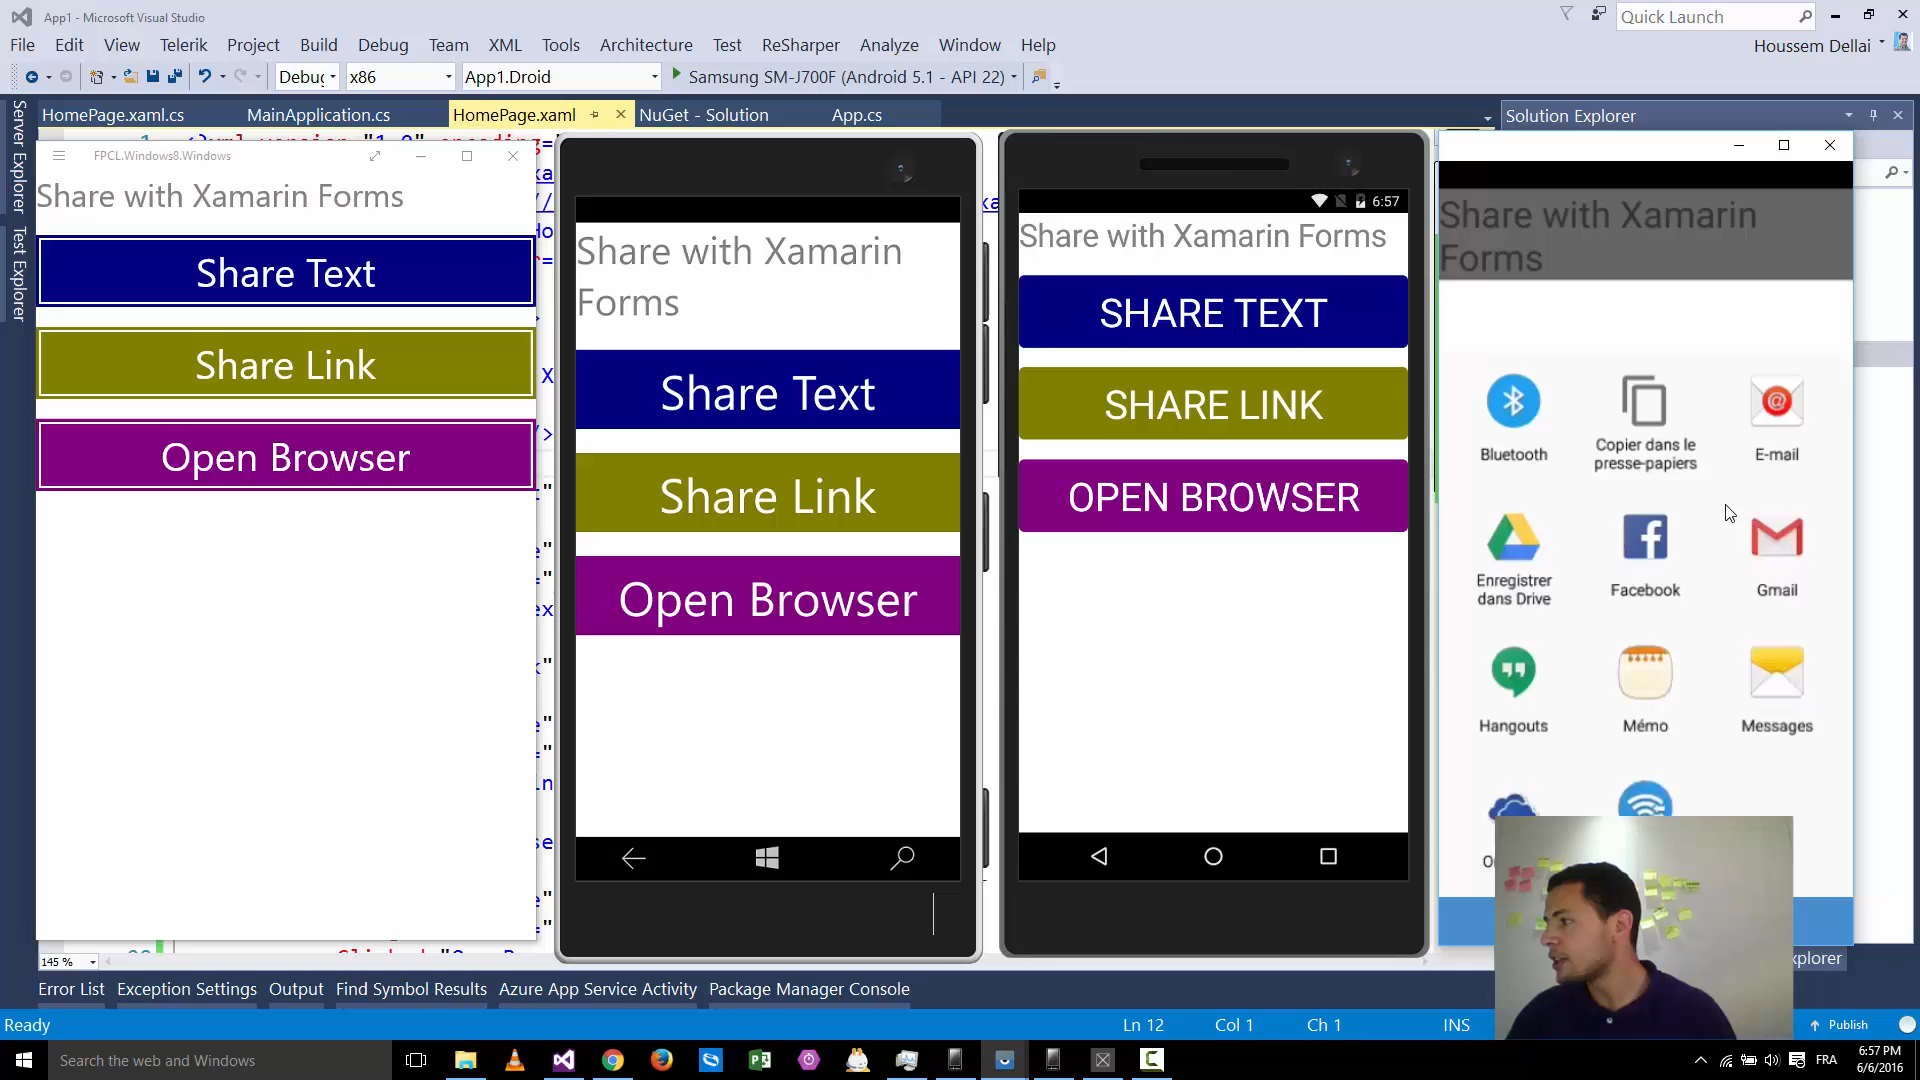 App1 - Microsoft Visual Studio
Quick Launch
File Edit View Telerik Project Build Debug Team XML Tools Architecture Test ReSharper Analyze Window Help
Houssem Dellai
Debug x86 App1.Droid Samsung SM-J700F (Android 5.1 - API 22)
HomePage.xaml.cs MainApplication.cs HomePage.xaml NuGet - Solution App.cs
Solution Explorer
Server Explorer
Test Explorer
FPCL.Windows8.Windows
Share with Xamarin Forms
Share Text
Share Link
Open Browser
Share with Xamarin
Forms
Share Text
Share Link
Open Browser
6:57
Share with Xamarin Forms
SHARE TEXT
SHARE LINK
OPEN BROWSER
Share with Xamarin
Forms
Bluetooth
Copier dans le
presse-papiers
E-mail
Enregistrer
dans Drive
Facebook
Gmail
Hangouts
Mémo
Messages
145 %
xplorer
Error List Exception Settings Output Find Symbol Results Azure App Service Activity Package Manager Console
Ready
Ln 12 Col 1 Ch 1 INS
Publish
Search the web and Windows
FRA
6:57 PM
6/6/2016